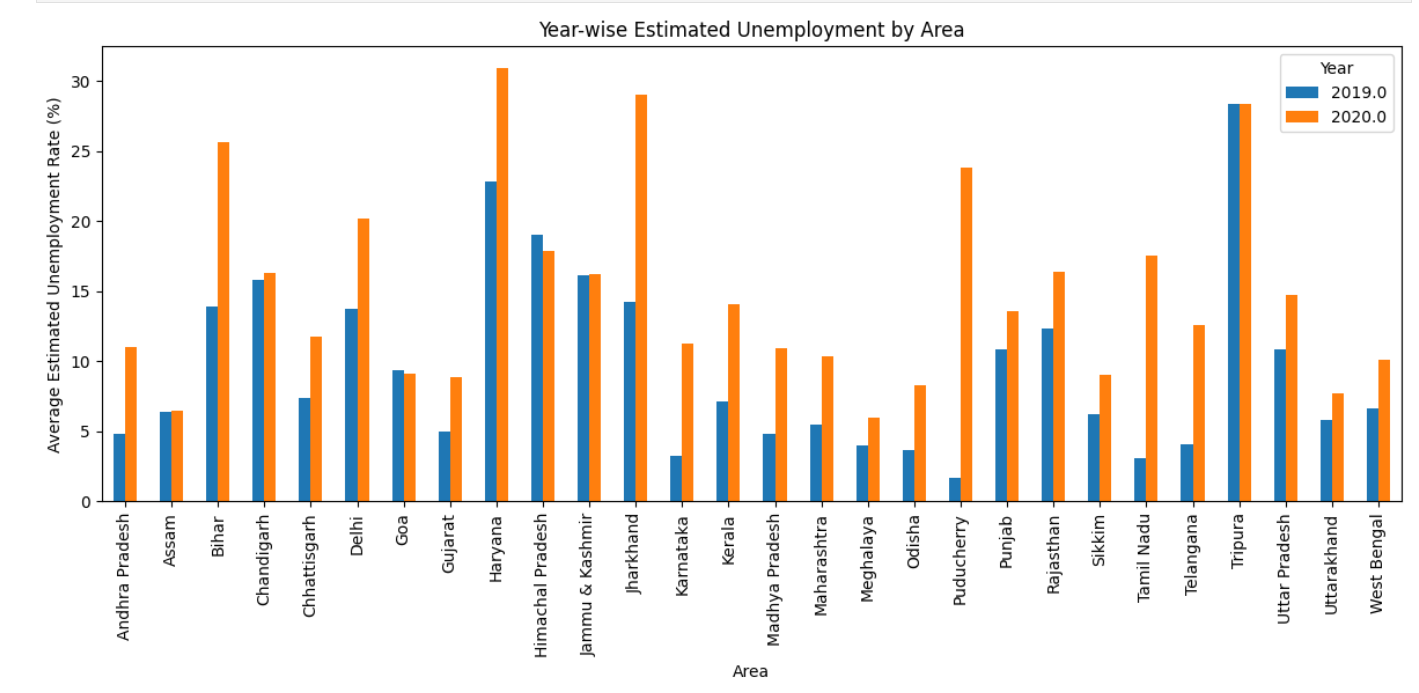 Year-wise Estimated Unemployment by Area
Average Estimated Unemployment Rate (%)
30
25
20
15
10
5
0
Year
2019.0
2020.0
Andhra Pradesh
Assam
Bihar
Chandigarh
Chhattisgarh
Delhi
Goa
Gujarat
Haryana
Himachal Pradesh
Jammu & Kashmir
Jharkhand
Karnataka
Kerala
Madhya Pradesh
Maharashtra
Meghalaya
Odisha
Puducherry
Punjab
Rajasthan
Sikkim
Tamil Nadu
Telangana
Tripura
Uttar Pradesh
Uttarakhand
West Bengal
Area